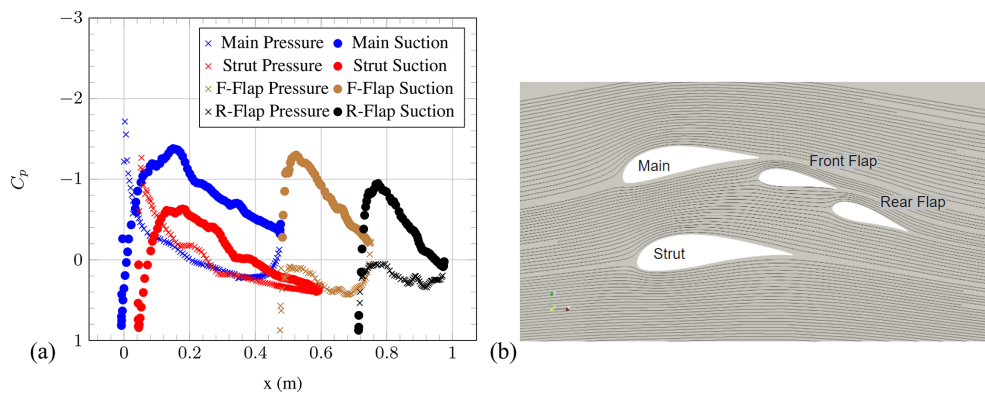 −3
−2
−1
0
1
C_p
Main Pressure Main Suction
Strut Pressure Strut Suction
F-Flap Pressure F-Flap Suction
R-Flap Pressure R-Flap Suction
0 0.2 0.4 0.6 0.8 1
x (m)
(a)
Main
Front Flap
Rear Flap
Strut
(b)